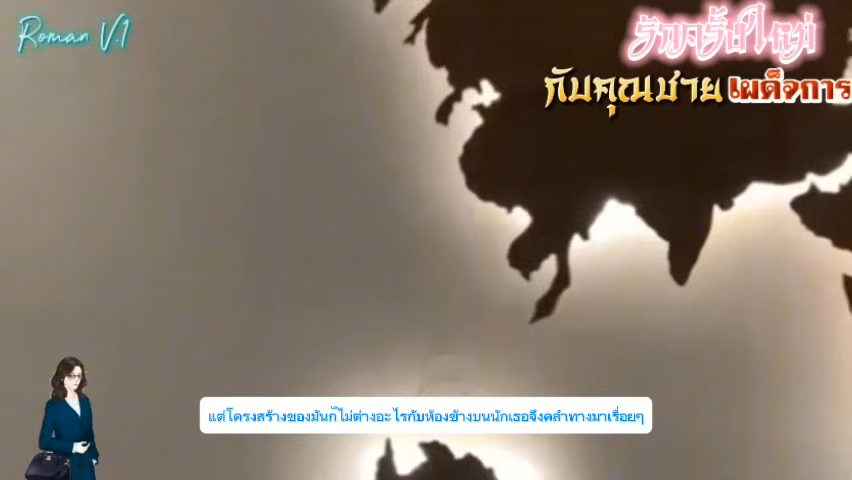 Roman V.1
รักครั้งใหญ่
กับคุณชาย เผด็จการ
แต่โครงสร้างของมันก็ไม่ต่างอะไรกับห้องข้างบนนักเธอจึงคลำทางมาเรื่อยๆ